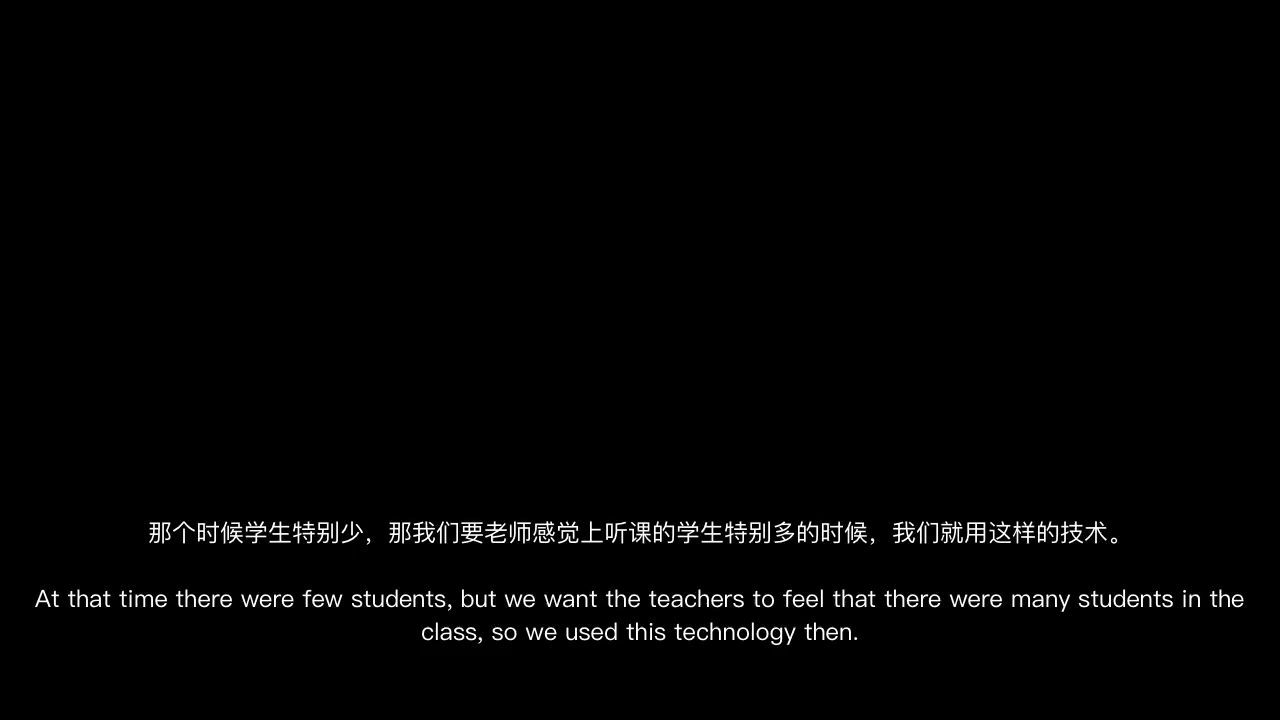 那个时候学生特别少，那我们要老师感觉上听课的学生特别多的时候，我们就用这样的技术。
At that time there were few students, but we want the teachers to feel that there were many students in the
class, so we used this technology then.